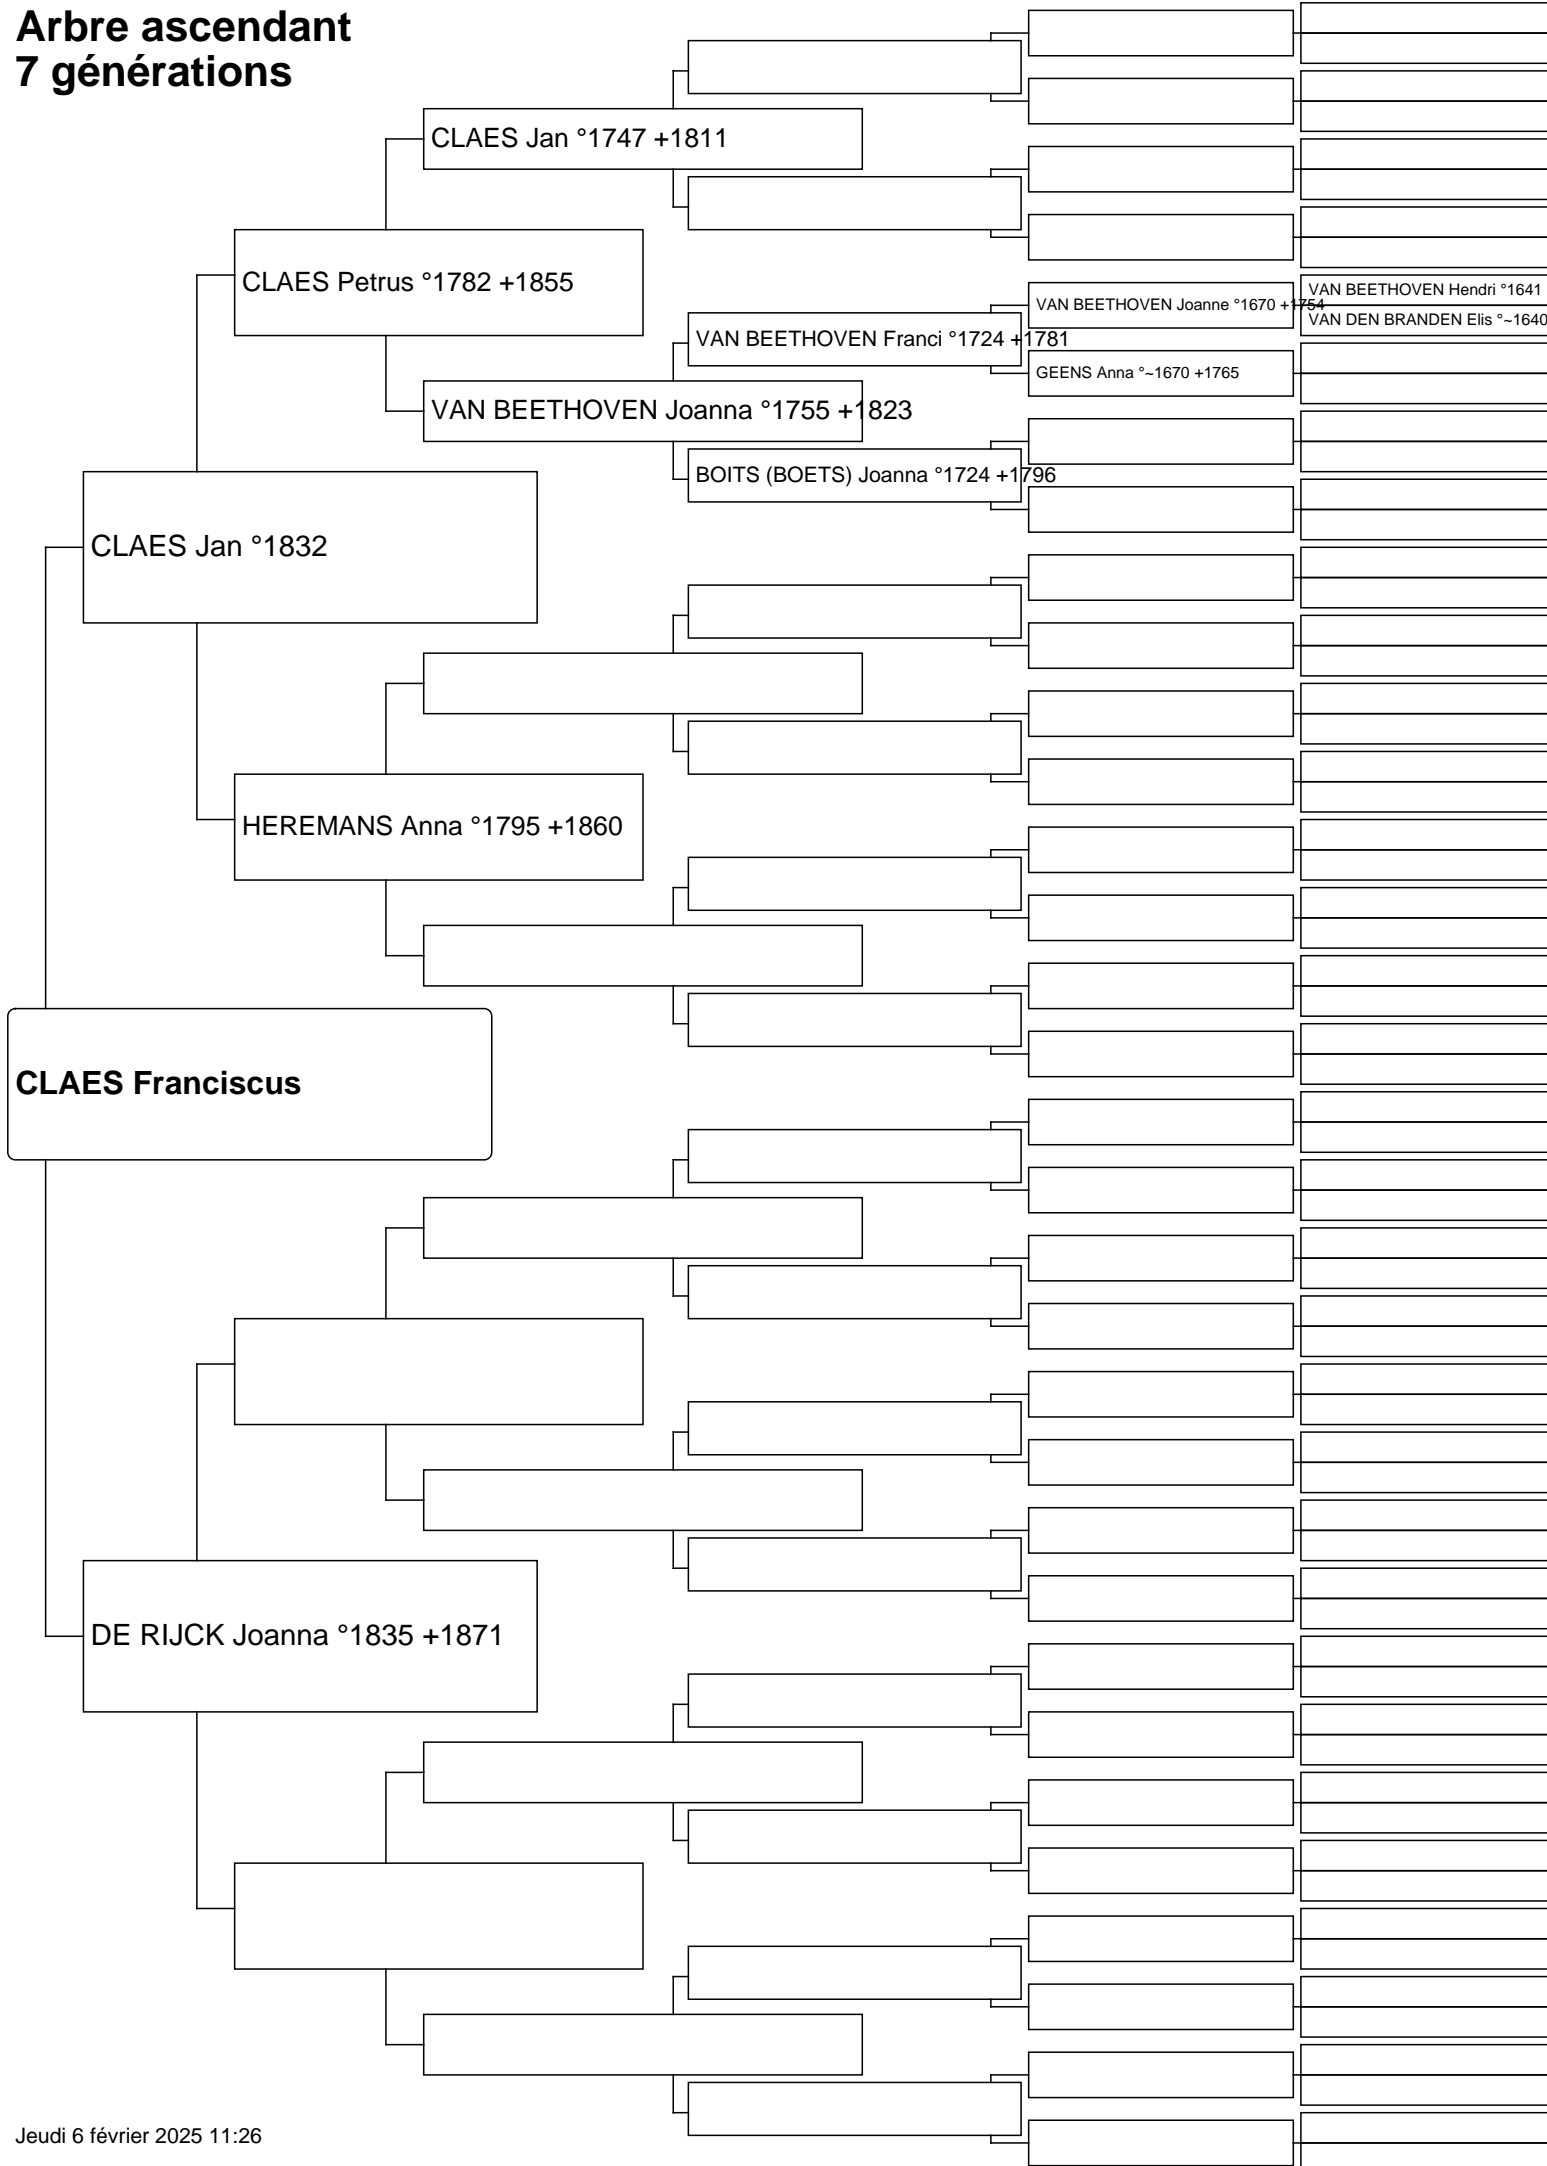 Arbre ascendant
7 générations
CLAES Jan °1747 +1811
CLAES Petrus °1782 +1855
VAN BEETHOVEN Hendri °1641
VAN BEETHOVEN Joanne °1670 +1754
VAN DEN BRANDEN Elis °~1640
VAN BEETHOVEN Franci °1724 +1781
GEENS Anna °~1670 +1765
VAN BEETHOVEN Joanna °1755 +1823
BOITS (BOETS) Joanna °1724 +1796
CLAES Jan °1832
HEREMANS Anna °1795 +1860
CLAES Franciscus
DE RIJCK Joanna °1835 +1871
Jeudi 6 février 2025 11:26